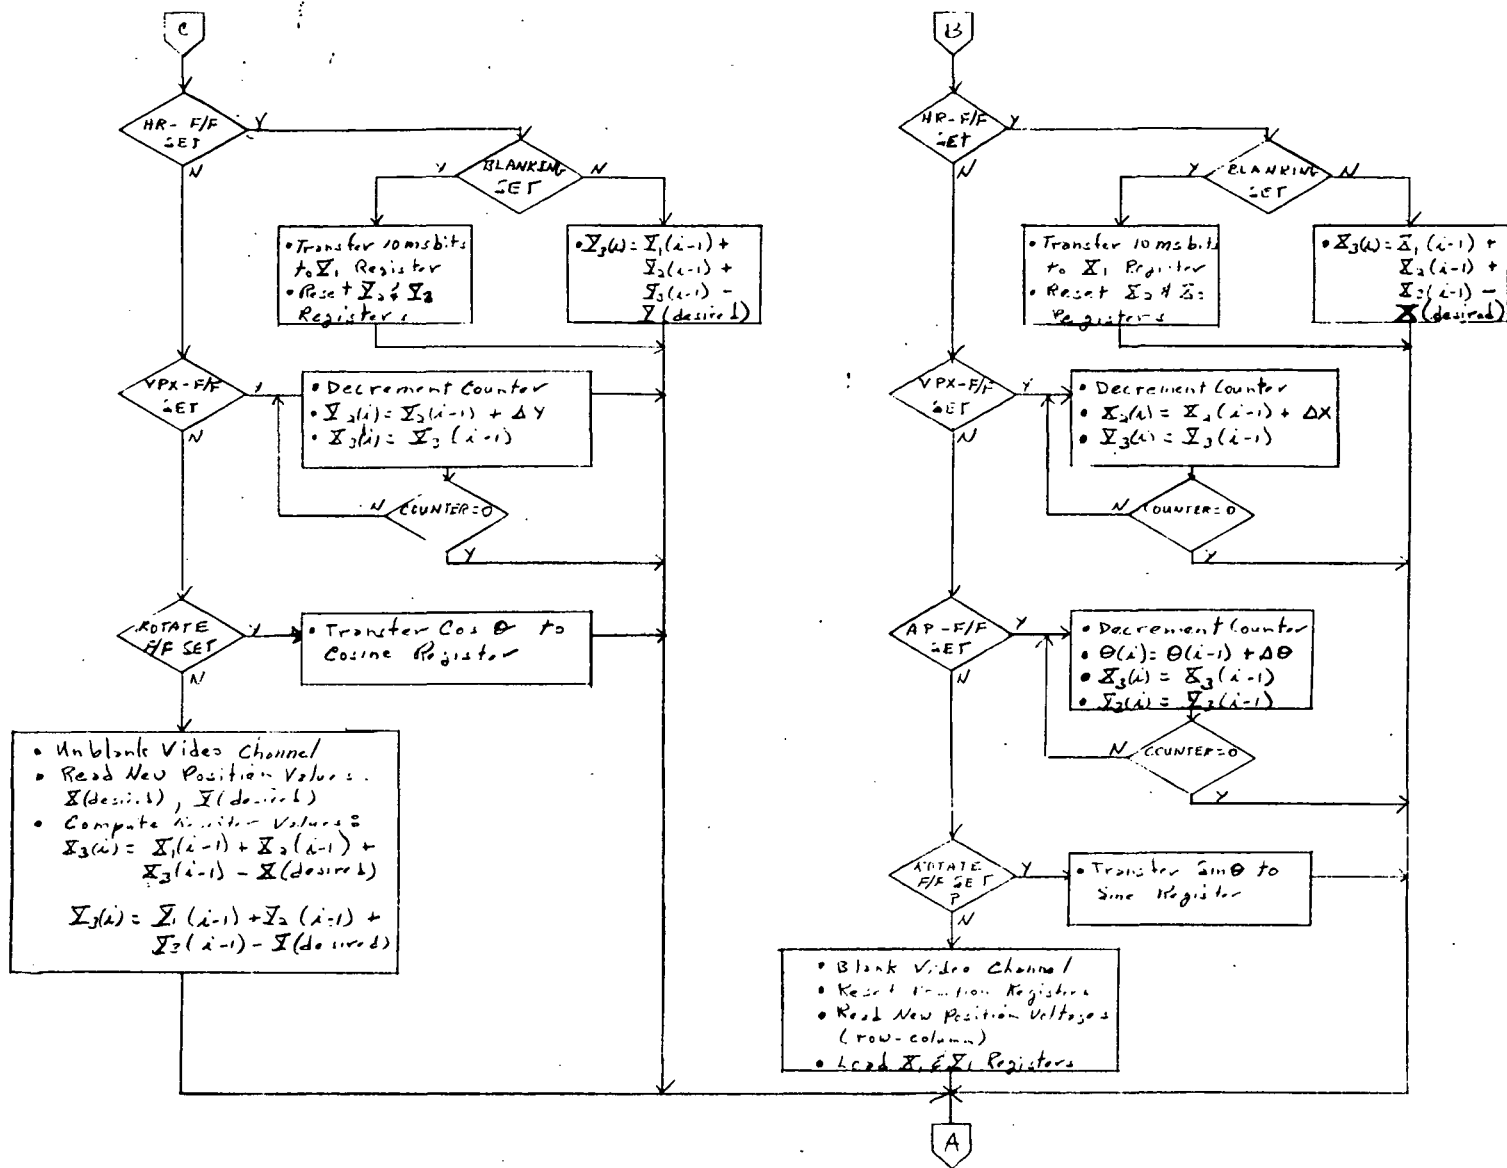 C
HR-F/F
SET
Y
N
BLANKING
SET
Y
N
• Transfer 10 ms bits
to Y₁ Register
• Reset Y₂ & Y₃
Registers
• Y₃(i) = Y₁(i-1) +
Y₂(i-1) +
Y₃(i-1) -
Y(desired)
VPX-F/F
SET
Y
N
• Decrement Counter
• Y₂(i) = Y₂(i-1) + ΔY
• X₃(i) = X₃(i-1)
COUNTER=0
N
Y
ROTATE
F/F SET
Y
N
• Transfer Cos θ to
Cosine Register
• Unblank Video Channel
• Read New Position Values
X(desired), Y(desired)
• Compute Values:
X₃(i) = X₁(i-1) + X₂(i-1) +
X₃(i-1) - X(desired)
Y₃(i) = Y₁(i-1) + Y₂(i-1) +
Y₃(i-1) - Y(desired)
B
HR-F/F
SET
Y
N
BLANKING
SET
Y
N
• Transfer 10 ms bits
to X₁ Register
• Reset X₂ & X₃
Registers
• X₃(i) = X₁(i-1) +
X₂(i-1) +
X₃(i-1) -
X(desired)
VPX-F/F
SET
Y
N
• Decrement Counter
• X₂(i) = X₂(i-1) + ΔX
• Y₃(i) = Y₃(i-1)
COUNTER=0
N
Y
AP-F/F
SET
Y
N
• Decrement Counter
• θ(i) = θ(i-1) + Δθ
• X₃(i) = X₃(i-1)
• Y₃(i) = Y₃(i-1)
COUNTER=0
N
Y
ROTATE
F/F SET
?
Y
N
• Transfer Sin θ to
Sine Register
• Blank Video Channel
• Reset Registers
• Read New Position Voltages
(row-column)
• Load X₁ & Y₁ Registers
A